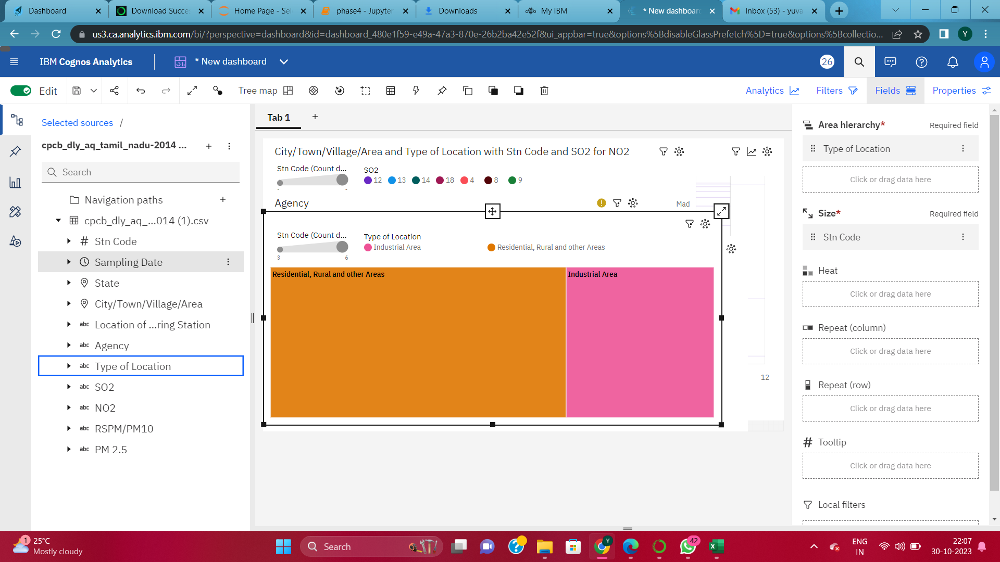 Dashboard
Download Succe
Home Page - Sel
phase4 - Jupyter
Downloads
My IBM
* New dashboard
Inbox (53) - yuva
us3.ca.analytics.ibm.com/bi/?perspective=dashboard&id=dashboard_480e1f59-e49a-47a3-870e-26b2ba42e52f&ui_appbar=true&options%5BdisableGlassPrefetch%5D=true&options%5Bcollectio...
Y
IBM Cognos Analytics
* New dashboard
26
Edit
Tree map
Analytics
Filters
Fields
Properties
Selected sources /
cpcb_dly_aq_tamil_nadu-2014 ...
Search
Navigation paths
cpcb_dly_aq_...014 (1).csv
# Stn Code
Sampling Date
State
City/Town/Village/Area
abc Location of ...ring Station
abc Agency
abc Type of Location
abc SO2
abc NO2
abc RSPM/PM10
abc PM 2.5
Tab 1
City/Town/Village/Area and Type of Location with Stn Code and SO2 for NO2
Stn Code (Count d...
SO2
12 13 14 18 4 8 9
Agency
Mad
Stn Code (Count d...
3 6
Type of Location
Industrial Area
Residential, Rural and other Areas
Residential, Rural and other Areas
Industrial Area
12
Area hierarchy*
Required field
Type of Location
Click or drag data here
Size*
Required field
Stn Code
Heat
Click or drag data here
Repeat (column)
Click or drag data here
Repeat (row)
Click or drag data here
# Tooltip
Click or drag data here
Local filters
1
25°C
Mostly cloudy
Search
Y
42
ENG
IN
22:07
30-10-2023